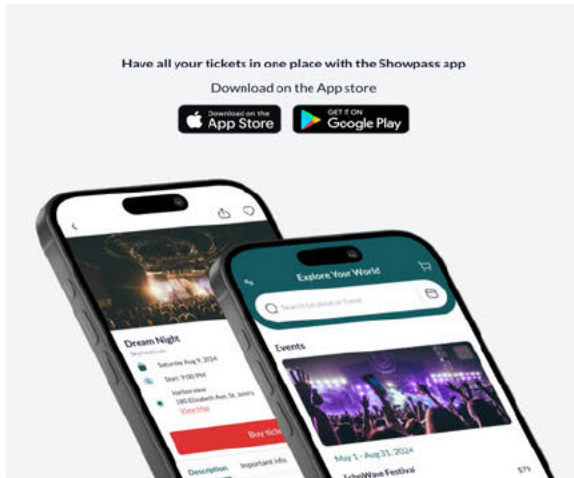 Have all your tickets in one place with the Showpass app
Download on the App store
Download on the
App Store
GET IT ON
Google Play
Dream Night
Saturday Aug 9, 2024
Start: 9:00 PM
Harborview
180 Elizabeth Ave, St. John's
View Map
Buy ticke
Description Important info
Explore Your World
Search Location or Event
Events
May 1 - Aug 31, 2024
EchoWave Festival
$79